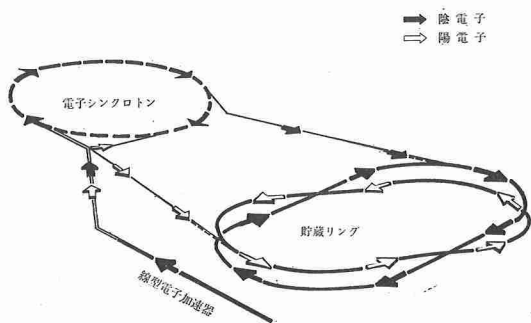 陰電子
陽電子
電子シンクロトン
貯蔵リング
線型電子加速器